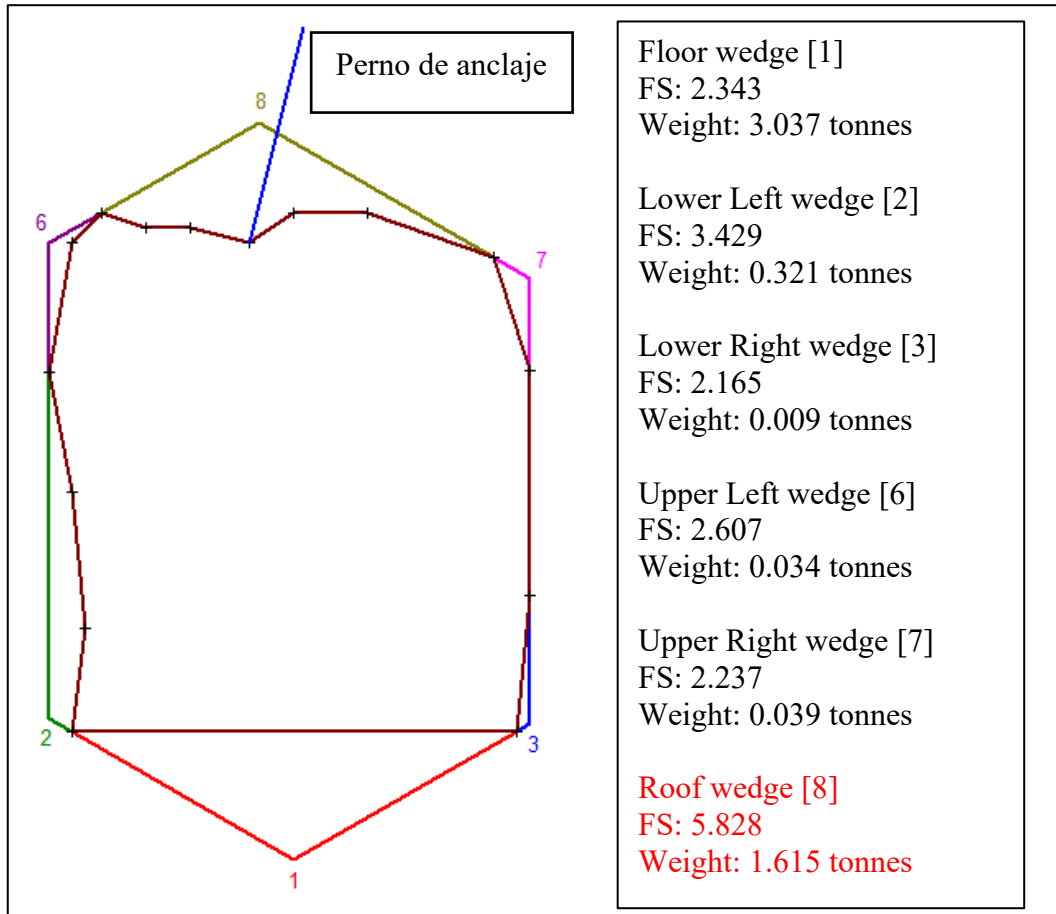 Perno de anclaje
8
6
7
2
3
1
Floor wedge [1]
FS: 2.343
Weight: 3.037 tonnes
Lower Left wedge [2]
FS: 3.429
Weight: 0.321 tonnes
Lower Right wedge [3]
FS: 2.165
Weight: 0.009 tonnes
Upper Left wedge [6]
FS: 2.607
Weight: 0.034 tonnes
Upper Right wedge [7]
FS: 2.237
Weight: 0.039 tonnes
Roof wedge [8]
FS: 5.828
Weight: 1.615 tonnes